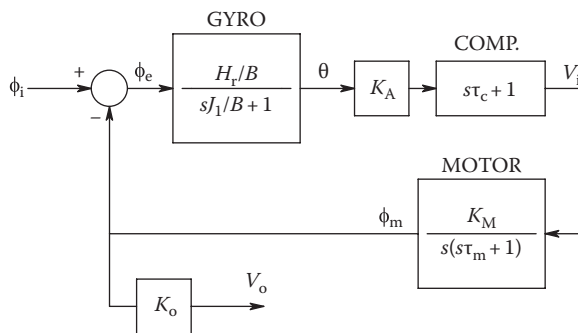 GYRO
COMP.
ϕi
+
−
ϕe
Hr/B
sJ1/B + 1
θ
KA
sτc + 1
Vi
MOTOR
ϕm
KM
s(sτm + 1)
Ko
Vo